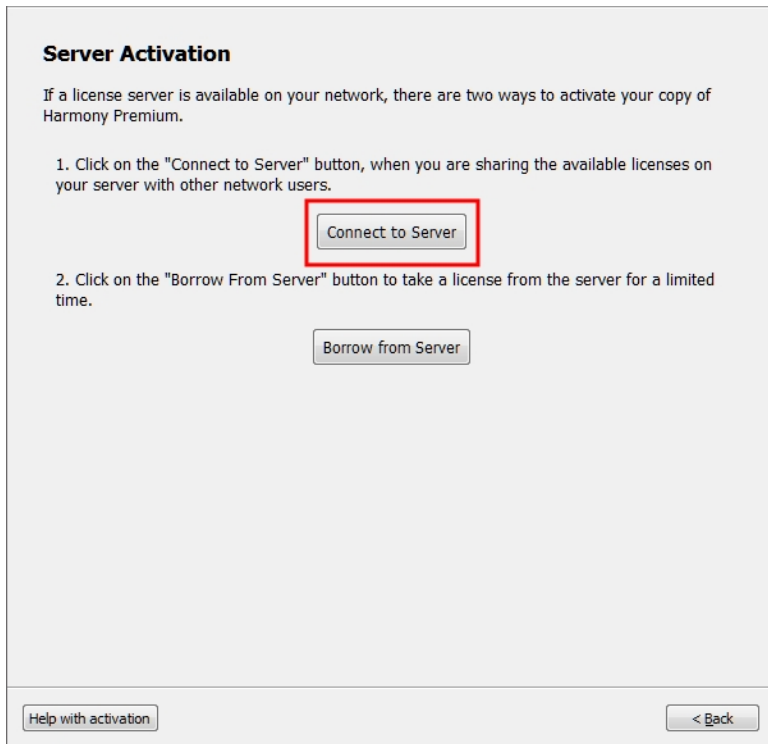 Server Activation
If a license server is available on your network, there are two ways to activate your copy of
Harmony Premium.
1. Click on the "Connect to Server" button, when you are sharing the available licenses on
your server with other network users.
Connect to Server
2. Click on the "Borrow From Server" button to take a license from the server for a limited
time.
Borrow from Server
Help with activation
< Back